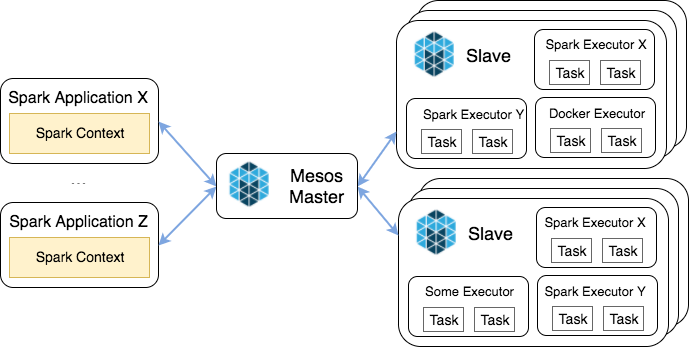 Spark Application X
Spark Context
...
Spark Application Z
Spark Context
Mesos
Master
Slave
Spark Executor X
Task Task
Spark Executor Y
Task Task
Docker Executor
Task Task
Slave
Spark Executor X
Task Task
Some Executor
Task Task
Spark Executor Y
Task Task